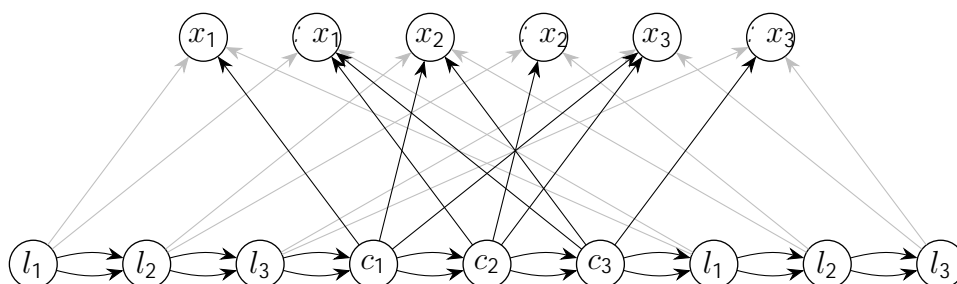 x₁ : x₁ x₂ : x₂ x₃ : x₃
l₁ l₂ l₃ c₁ c₂ c₃ l₁ l₂ l₃